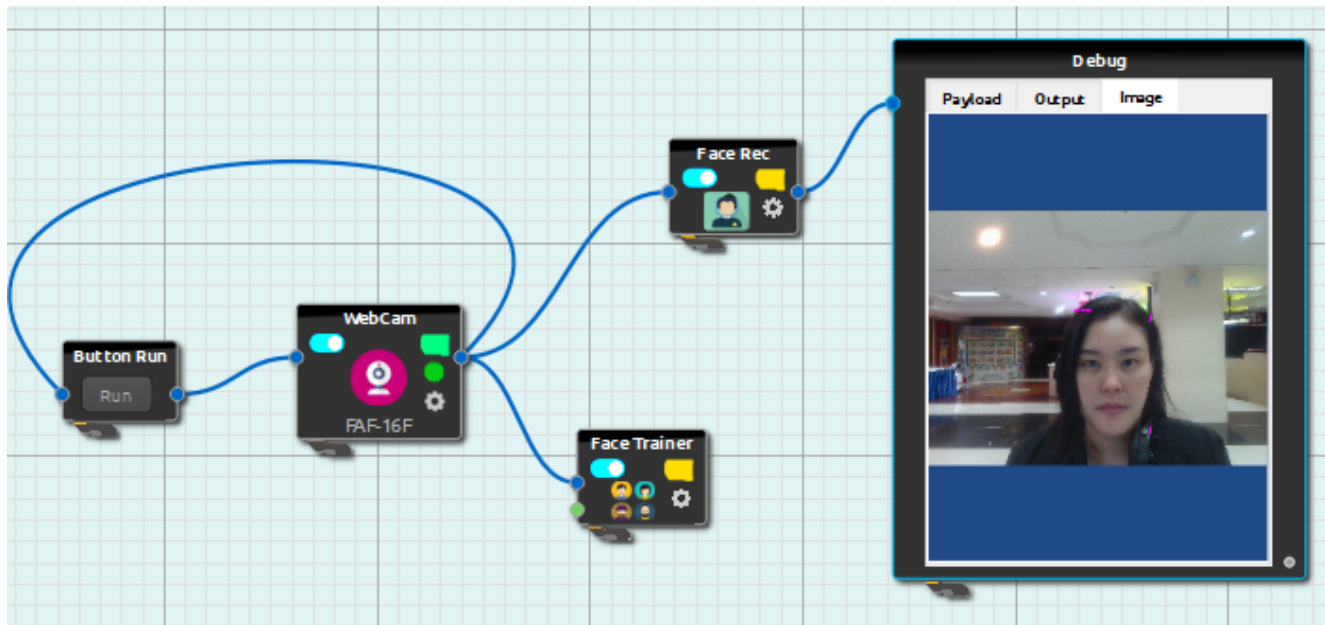 Debug
Payload Output Image
Face Rec
WebCam
FAF-16F
Button Run
Run
Face Trainer